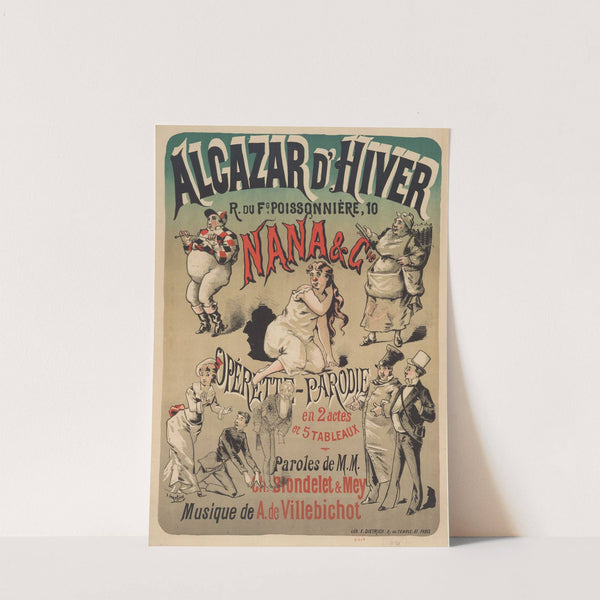 ALCAZAR D'HIVER
R. DU Fg POISSONNIÈRE, 10
NANA & Cie
OPÉRETTE-PARODIE
en 2 actes
et 5 TABLEAUX
Paroles de M.M.
Ch. Blondelet & Mey
Musique de A. de Villebichot